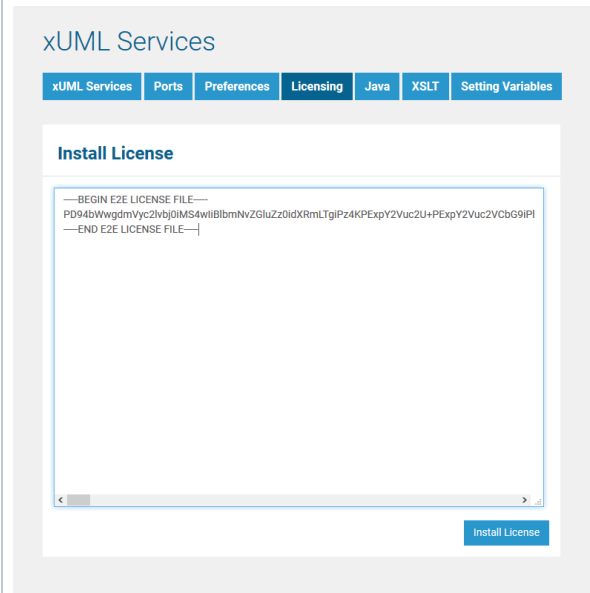 xUML Services
xUML Services Ports Preferences Licensing Java XSLT Setting Variables
Install License
-----BEGIN E2E LICENSE FILE-----
PD94bWwgdmVyc2lvbj0iMS4wIiBlbmNvZGluZz0idXRmLTgiPz4KPExpY2Vuc2U+PExpY2Vuc2VCbG9iPl
-----END E2E LICENSE FILE-----
Install License